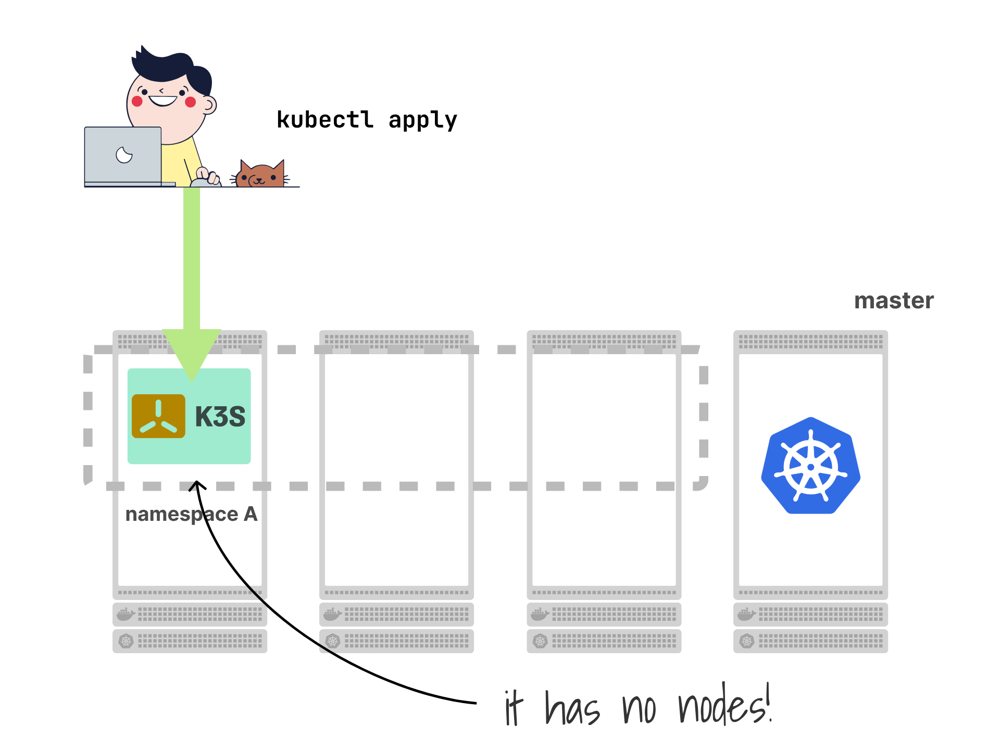 kubectl apply
master
K3S
namespace A
it has no nodes!